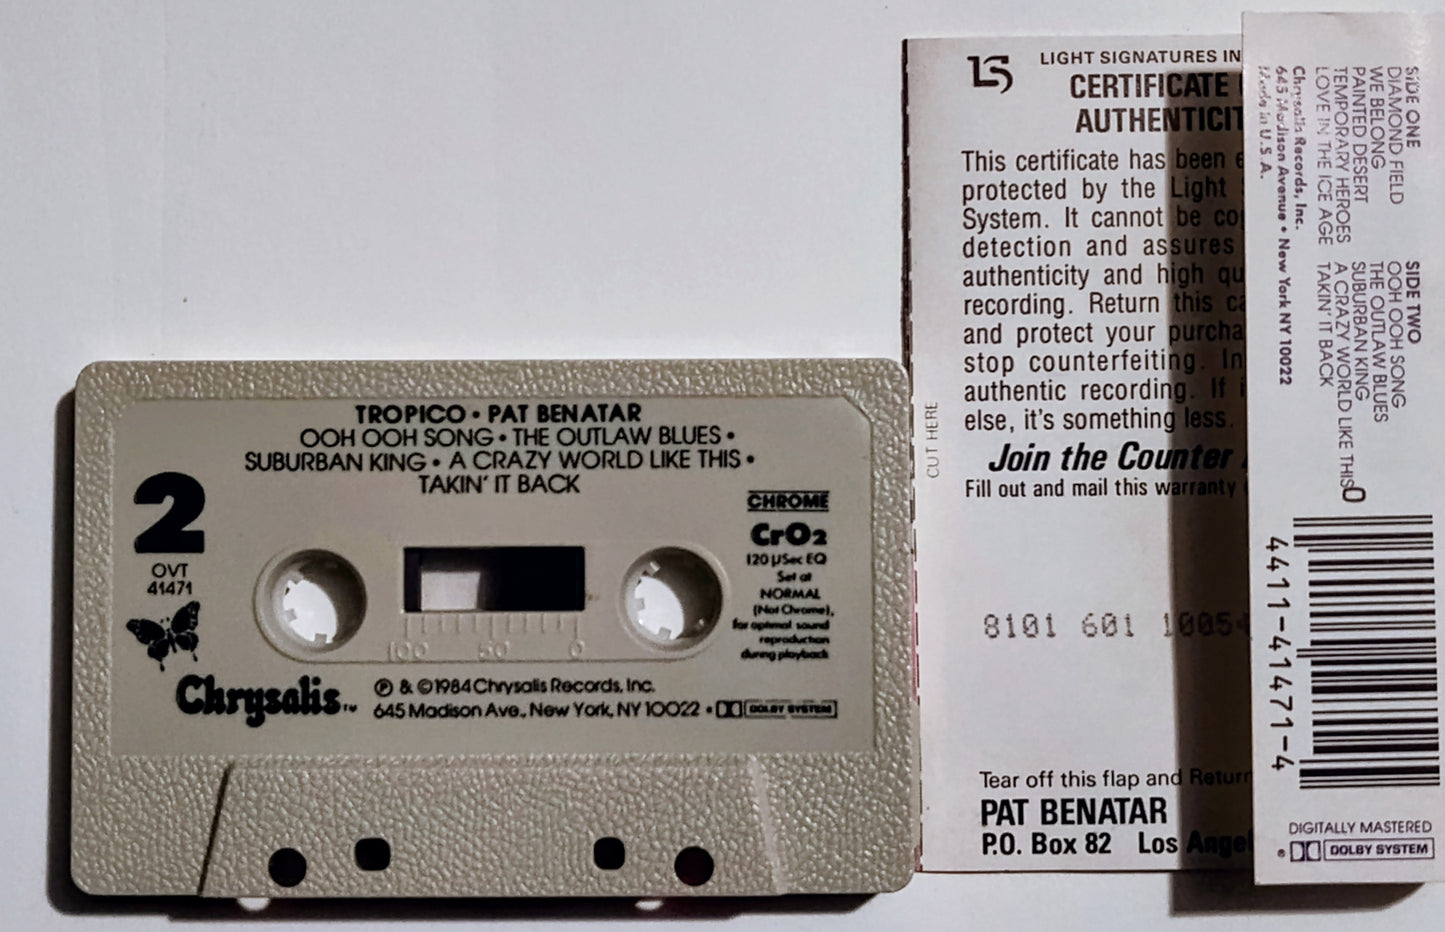 TROPICO • PAT BENATAR
OOH OOH SONG • THE OUTLAW BLUES •
SUBURBAN KING • A CRAZY WORLD LIKE THIS •
TAKIN' IT BACK
2
OVT
41471
CHROME
CrO2
120 µSec EQ
Set at
NORMAL
(Not Chrome),
for optimal sound
reproduction
during playback
100 50 0
Chrysalis TM
℗ & © 1984 Chrysalis Records, Inc.
645 Madison Ave., New York, NY 10022 • DOLBY SYSTEM
LS
LIGHT SIGNATURES IN
CERTIFICATE
AUTHENTICIT
This certificate has been
protected by the Light
System. It cannot be co
detection and assures
authenticity and high qu
recording. Return this ca
and protect your purcha
stop counterfeiting. In
authentic recording. If i
else, it's something less.
Join the Counter
Fill out and mail this warranty
CUT HERE
8101 601 10054
Tear off this flap and Return
PAT BENATAR
P.O. Box 82 Los Ange
SIDE ONE
DIAMOND FIELD
WE BELONG
PAINTED DESERT
TEMPORARY HEROES
LOVE IN THE ICE AGE
SIDE TWO
OOH OOH SONG
THE OUTLAW BLUES
SUBURBAN KING
A CRAZY WORLD LIKE THIS
TAKIN' IT BACK
Chrysalis Records, Inc.
645 Madison Avenue • New York NY 10022
Made in U.S.A.
0
4411-41471-4
DIGITALLY MASTERED
DOLBY SYSTEM